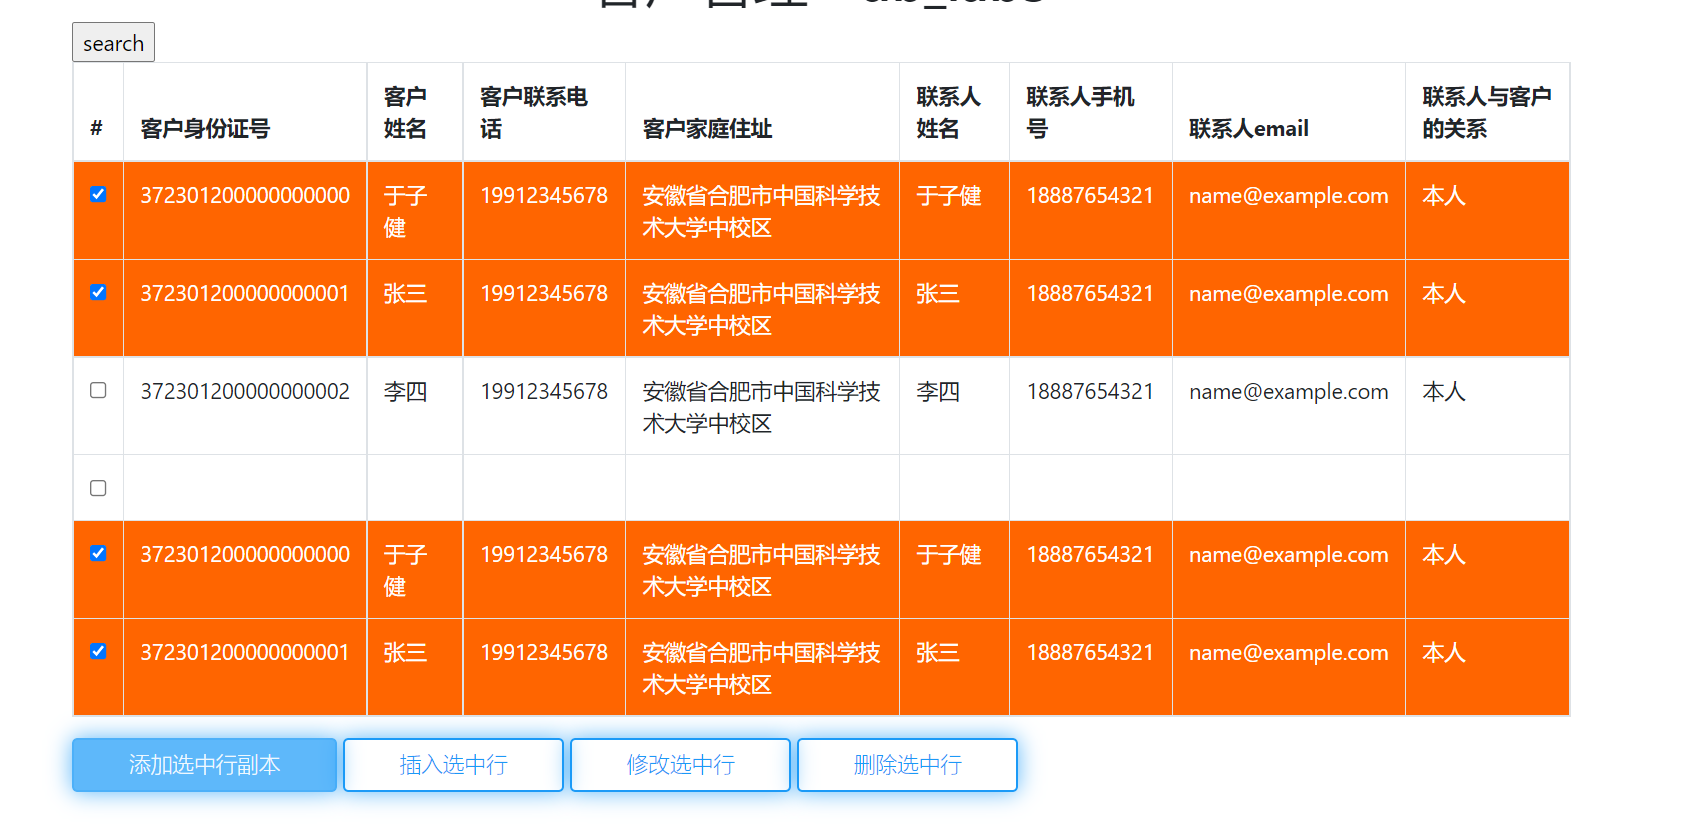 search
# 客户身份证号 客户姓名 客户联系电话 客户家庭住址 联系人姓名 联系人手机号 联系人email 联系人与客户的关系
372301200000000000 于子健 19912345678 安徽省合肥市中国科学技术大学中校区 于子健 18887654321 name@example.com 本人
372301200000000001 张三 19912345678 安徽省合肥市中国科学技术大学中校区 张三 18887654321 name@example.com 本人
372301200000000002 李四 19912345678 安徽省合肥市中国科学技术大学中校区 李四 18887654321 name@example.com 本人
372301200000000000 于子健 19912345678 安徽省合肥市中国科学技术大学中校区 于子健 18887654321 name@example.com 本人
372301200000000001 张三 19912345678 安徽省合肥市中国科学技术大学中校区 张三 18887654321 name@example.com 本人
添加选中行副本 插入选中行 修改选中行 删除选中行